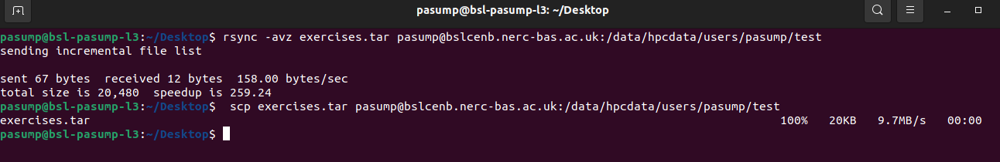 pasump@bsl-pasump-l3: ~/Desktop
pasump@bsl-pasump-l3:~/Desktop$ rsync -avz exercises.tar pasump@bslcenb.nerc-bas.ac.uk:/data/hpcdata/users/pasump/test
sending incremental file list
sent 67 bytes  received 12 bytes  158.00 bytes/sec
total size is 20,480  speedup is 259.24
pasump@bsl-pasump-l3:~/Desktop$  scp exercises.tar pasump@bslcenb.nerc-bas.ac.uk:/data/hpcdata/users/pasump/test
exercises.tar 100% 20KB 9.7MB/s 00:00
pasump@bsl-pasump-l3:~/Desktop$